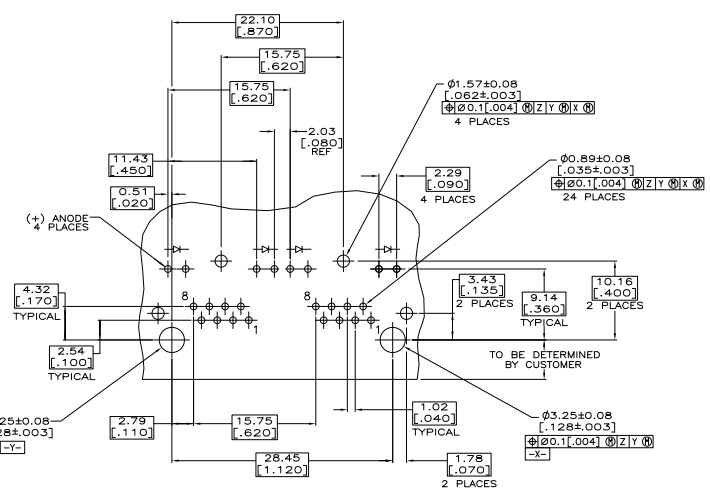 22.10
[.870]
15.75
[.620]
15.75
[.620]
Ø1.57±0.08
[.062±.003]
⌖ Ø0.1[.004] Ⓜ Z Y Ⓜ X Ⓜ
4 PLACES
2.03
[.080]
REF
11.43
[.450]
2.29
[.090]
4 PLACES
Ø0.89±0.08
[.035±.003]
⌖ Ø0.1[.004] Ⓜ Z Y Ⓜ X Ⓜ
24 PLACES
0.51
[.020]
(+) ANODE
4 PLACES
4.32
[.170]
TYPICAL
8
8
3.43
[.135]
2 PLACES
9.14
[.360]
TYPICAL
10.16
[.400]
2 PLACES
1
1
2.54
[.100]
TYPICAL
TO BE DETERMINED
BY CUSTOMER
25±0.08
28±.003]
-Y-
2.79
[.110]
15.75
[.620]
1.02
[.040]
TYPICAL
Ø3.25±0.08
[.128±.003]
⌖ Ø0.1[.004] Ⓜ Z Y Ⓜ
-X-
28.45
[1.120]
1.78
[.070]
2 PLACES